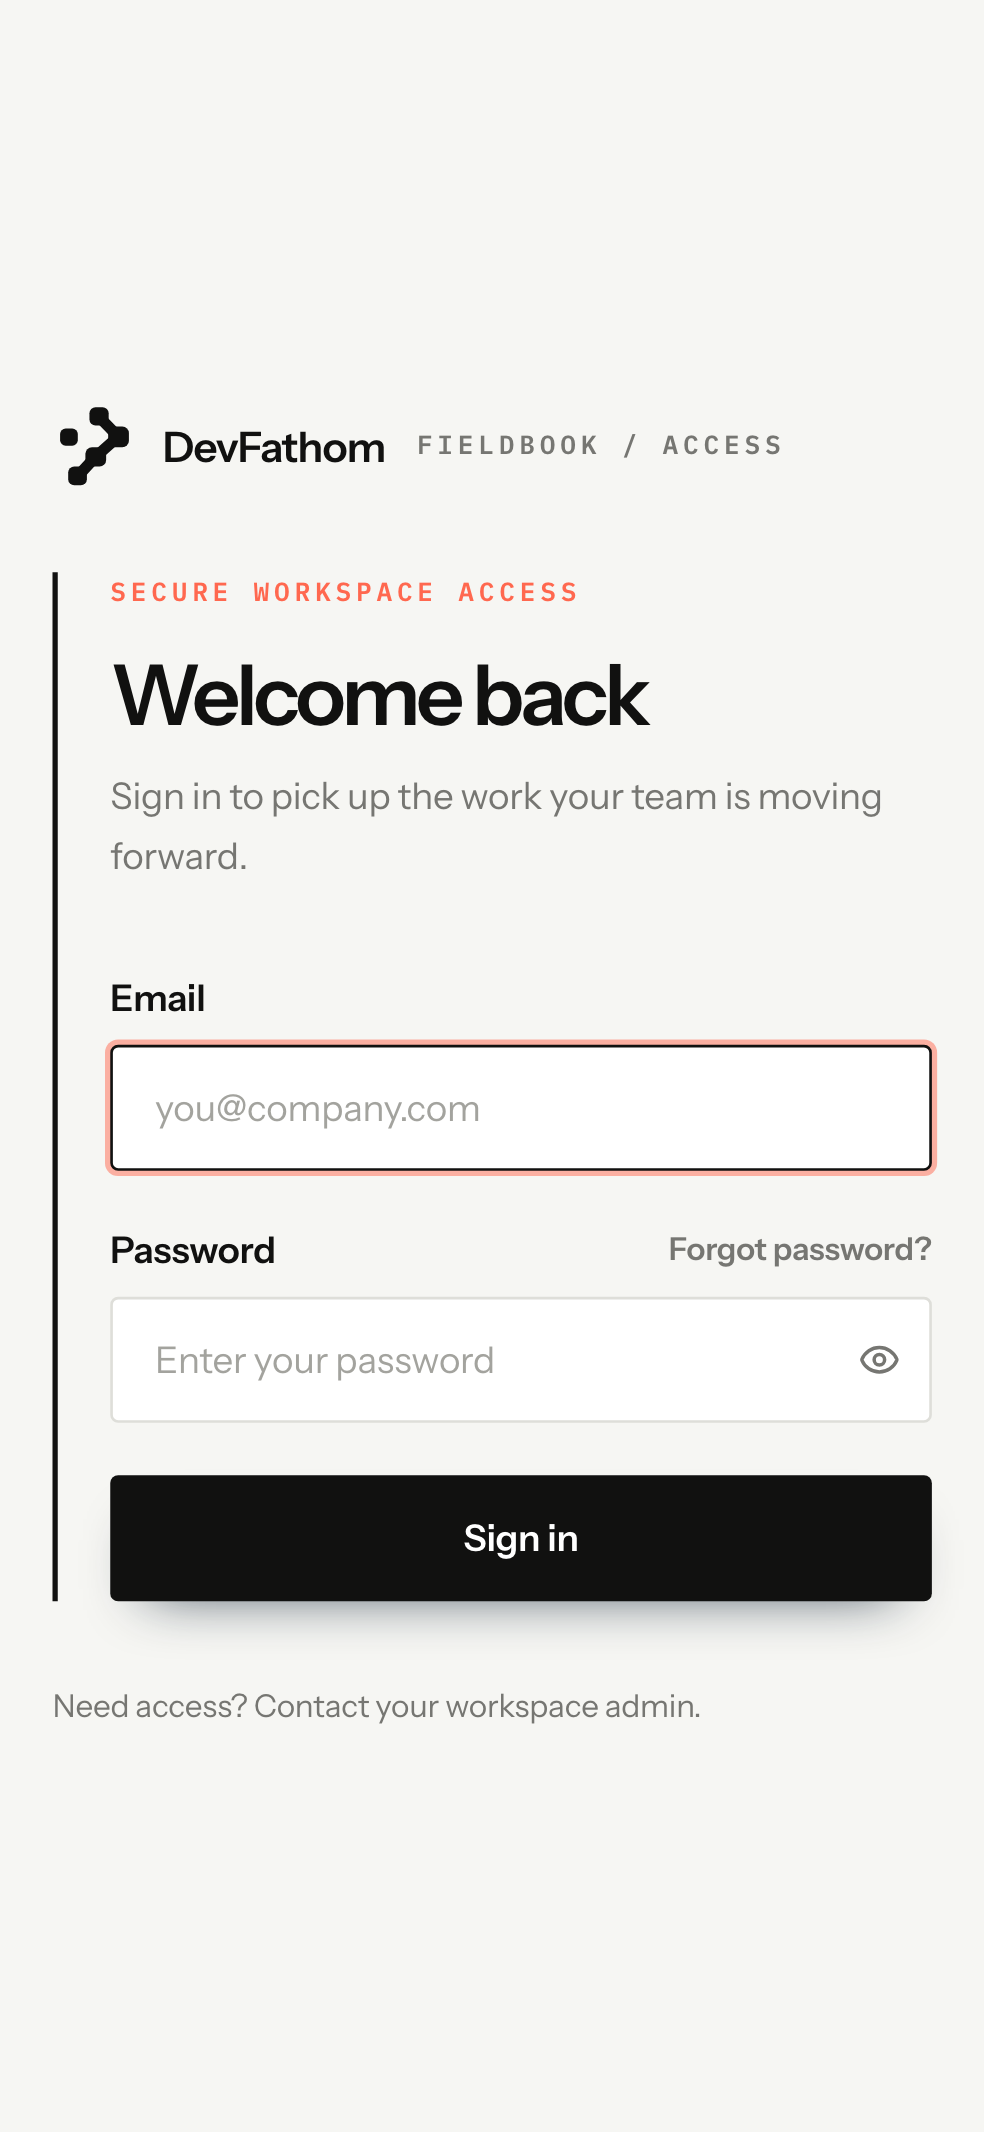 DevFathom FIELDBOOK / ACCESS
SECURE WORKSPACE ACCESS
Welcome back
Sign in to pick up the work your team is moving
forward.
Email
you@company.com
Password Forgot password?
Enter your password
Sign in
Need access? Contact your workspace admin.